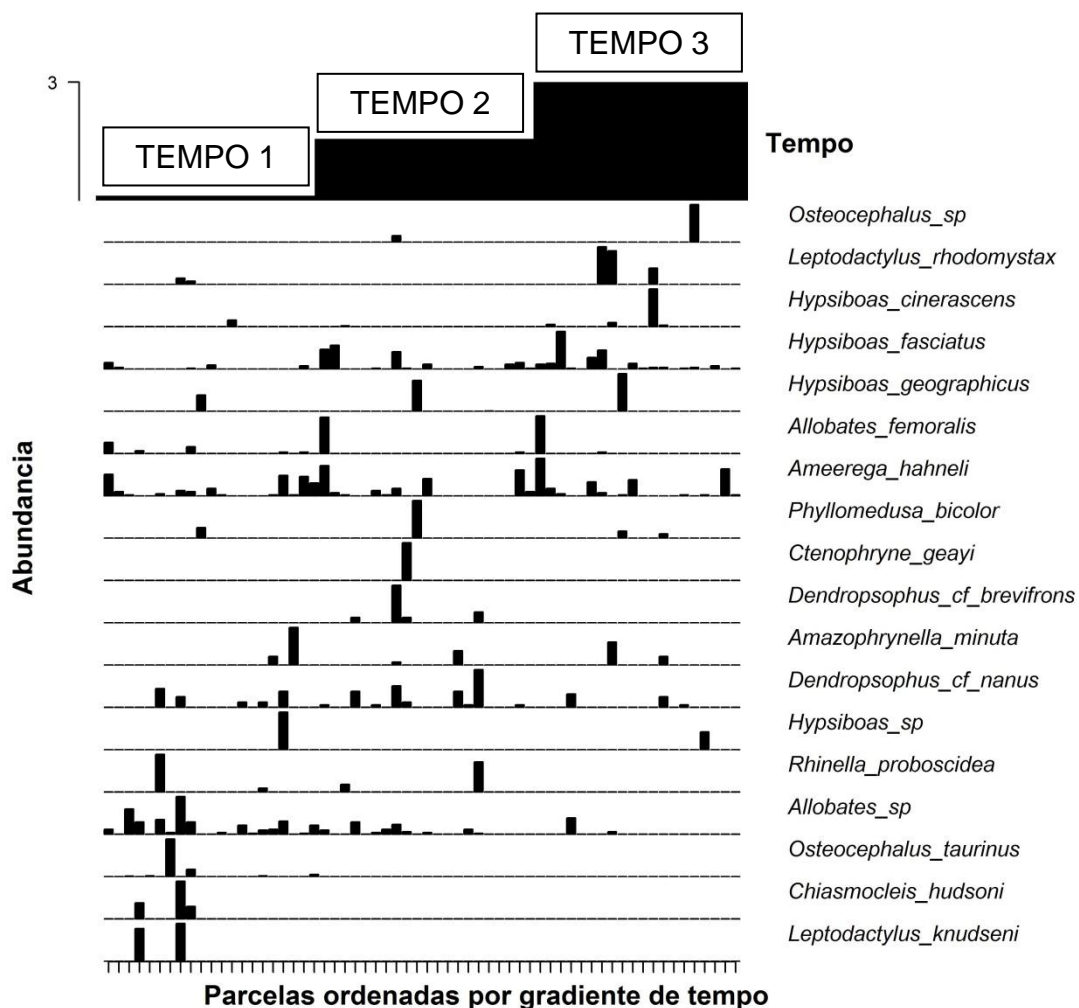 TEMPO 3
3
TEMPO 2
TEMPO 1
Tempo
Osteocephalus_sp
Leptodactylus_rhodomystax
Hypsiboas_cinerascens
Hypsiboas_fasciatus
Hypsiboas_geographicus
Allobates_femoralis
Ameerega_hahneli
Phyllomedusa_bicolor
Ctenophryne_geayi
Dendropsophus_cf_brevifrons
Amazophrynella_minuta
Dendropsophus_cf_nanus
Hypsiboas_sp
Rhinella_proboscidea
Allobates_sp
Osteocephalus_taurinus
Chiasmocleis_hudsoni
Leptodactylus_knudseni
Abundancia
Parcelas ordenadas por gradiente de tempo